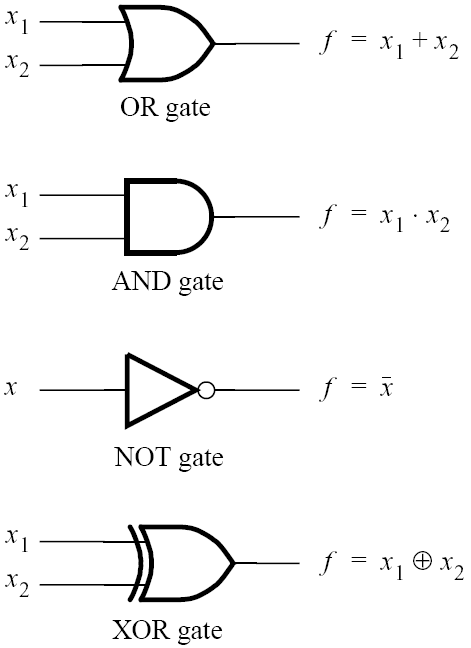 x₁
f = x₁ + x₂
x₂
OR gate
x₁
f = x₁ · x₂
x₂
AND gate
x
f = x̄
NOT gate
x₁
f = x₁ ⊕ x₂
x₂
XOR gate